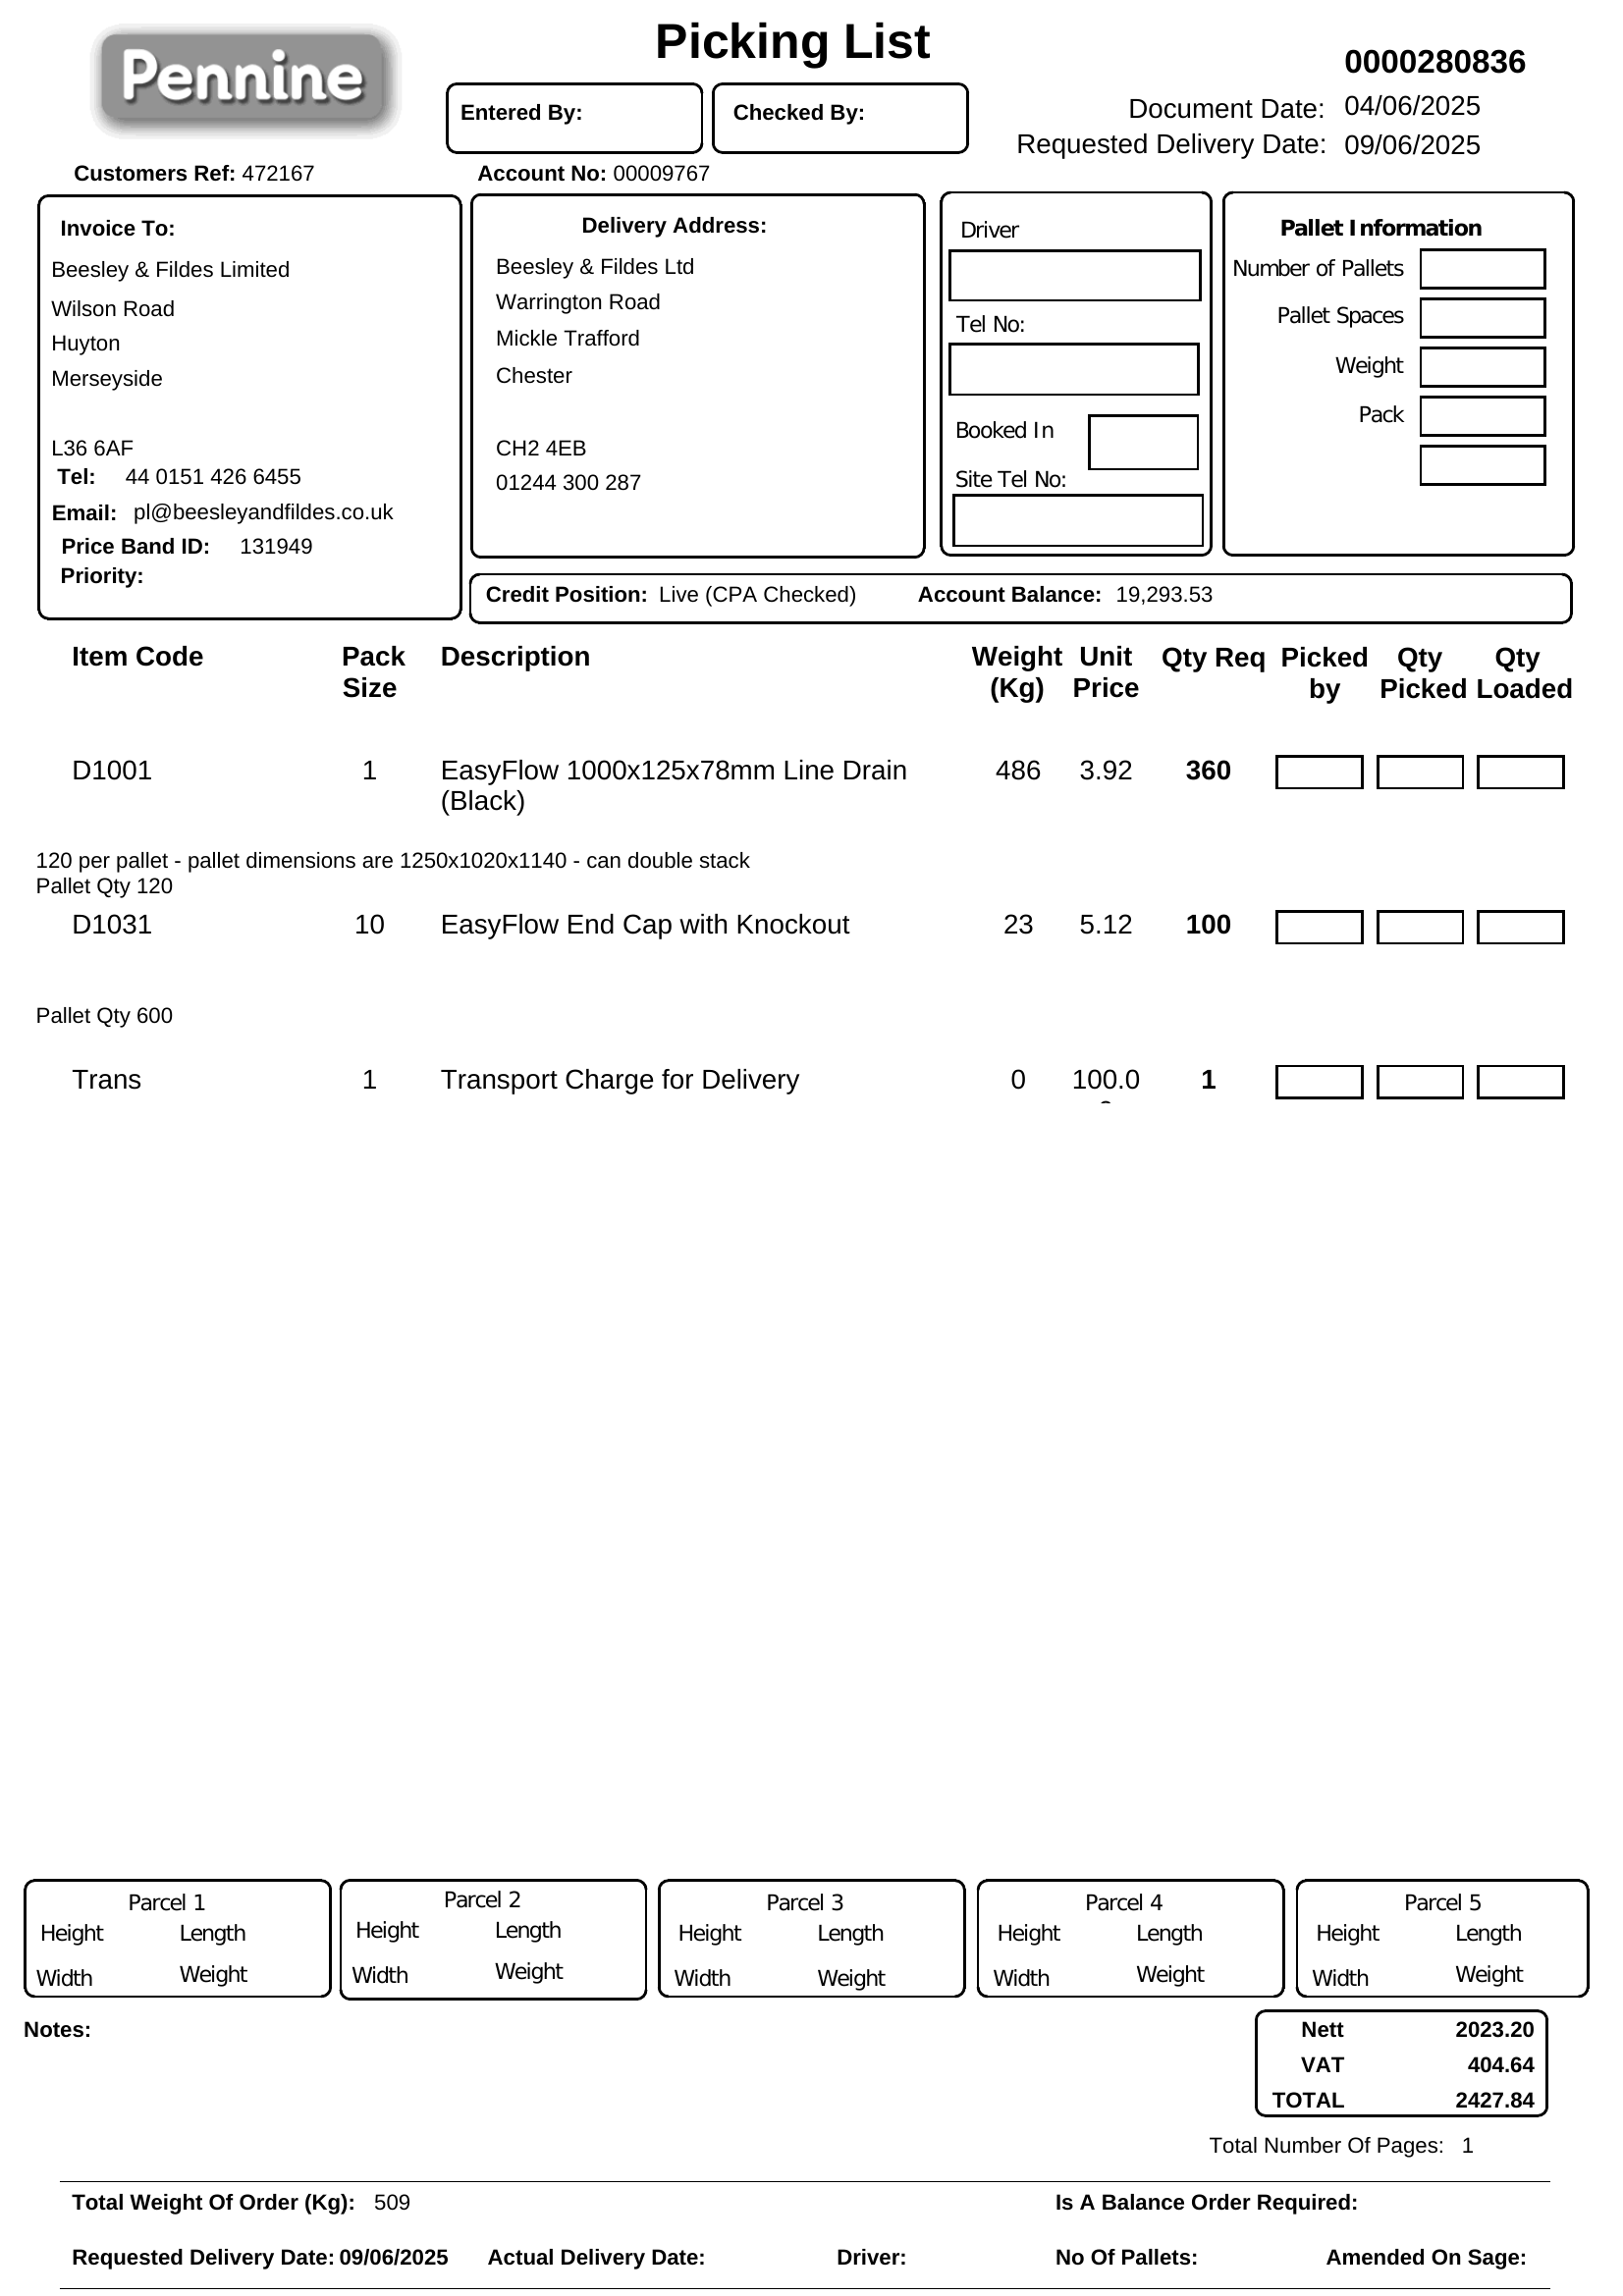 Pennine
Picking List
0000280836
Entered By:
Checked By:
Document Date: 04/06/2025
Requested Delivery Date: 09/06/2025
Customers Ref: 472167
Account No: 00009767
Invoice To:
Beesley & Fildes Limited
Wilson Road
Huyton
Merseyside
L36 6AF
Tel: 44 0151 426 6455
Email: pl@beesleyandfildes.co.uk
Price Band ID: 131949
Priority:
Delivery Address:
Beesley & Fildes Ltd
Warrington Road
Mickle Trafford
Chester
CH2 4EB
01244 300 287
Driver
Tel No:
Booked In
Site Tel No:
Pallet Information
Number of Pallets
Pallet Spaces
Weight
Pack
Credit Position: Live (CPA Checked) Account Balance: 19,293.53
Item Code Pack Description Weight Unit Qty Req Picked Qty Qty
Size (Kg) Price by Picked Loaded
D1001 1 EasyFlow 1000x125x78mm Line Drain 486 3.92 360
(Black)
120 per pallet - pallet dimensions are 1250x1020x1140 - can double stack
Pallet Qty 120
D1031 10 EasyFlow End Cap with Knockout 23 5.12 100
Pallet Qty 600
Trans 1 Transport Charge for Delivery 0 100.0 1
Parcel 1
Height Length
Width Weight
Parcel 2
Height Length
Width Weight
Parcel 3
Height Length
Width Weight
Parcel 4
Height Length
Width Weight
Parcel 5
Height Length
Width Weight
Notes:
Nett 2023.20
VAT 404.64
TOTAL 2427.84
Total Number Of Pages: 1
Total Weight Of Order (Kg): 509 Is A Balance Order Required:
Requested Delivery Date: 09/06/2025 Actual Delivery Date: Driver: No Of Pallets: Amended On Sage: